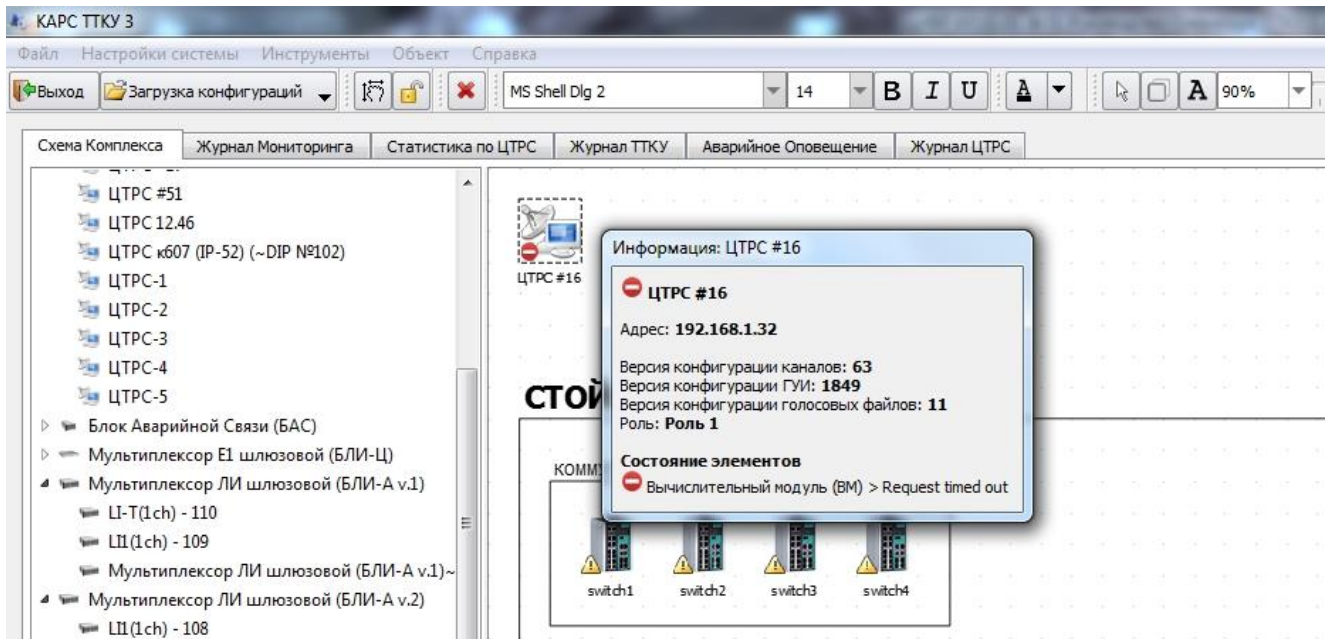 КАРС ТТКУ 3
Файл Настройки системы Инструменты Объект Справка
Выход Загрузка конфигураций MS Shell Dlg 2 14 B I U A A 90%
Схема Комплекса Журнал Мониторинга Статистика по ЦТРС Журнал ТТКУ Аварийное Оповещение Журнал ЦТРС
ЦТРС #51
ЦТРС 12.46
ЦТРС к607 (IP-52) (~DIP №102)
ЦТРС-1
ЦТРС-2
ЦТРС-3
ЦТРС-4
ЦТРС-5
Блок Аварийной Связи (БАС)
Мультиплексор Е1 шлюзовой (БЛИ-Ц)
Мультиплексор ЛИ шлюзовой (БЛИ-А v.1)
LI-T(1ch) - 110
LI1(1ch) - 109
Мультиплексор ЛИ шлюзовой (БЛИ-А v.1)~
Мультиплексор ЛИ шлюзовой (БЛИ-А v.2)
LI1(1ch) - 108
ЦТРС #16
Информация: ЦТРС #16
ЦТРС #16
Адрес: 192.168.1.32
Версия конфигурации каналов: 63
Версия конфигурации ГУИ: 1849
Версия конфигурации голосовых файлов: 11
Роль: Роль 1
Состояние элементов
Вычислительный модуль (ВМ) > Request timed out
СТОЙ
КОММ
switch1 switch2 switch3 switch4